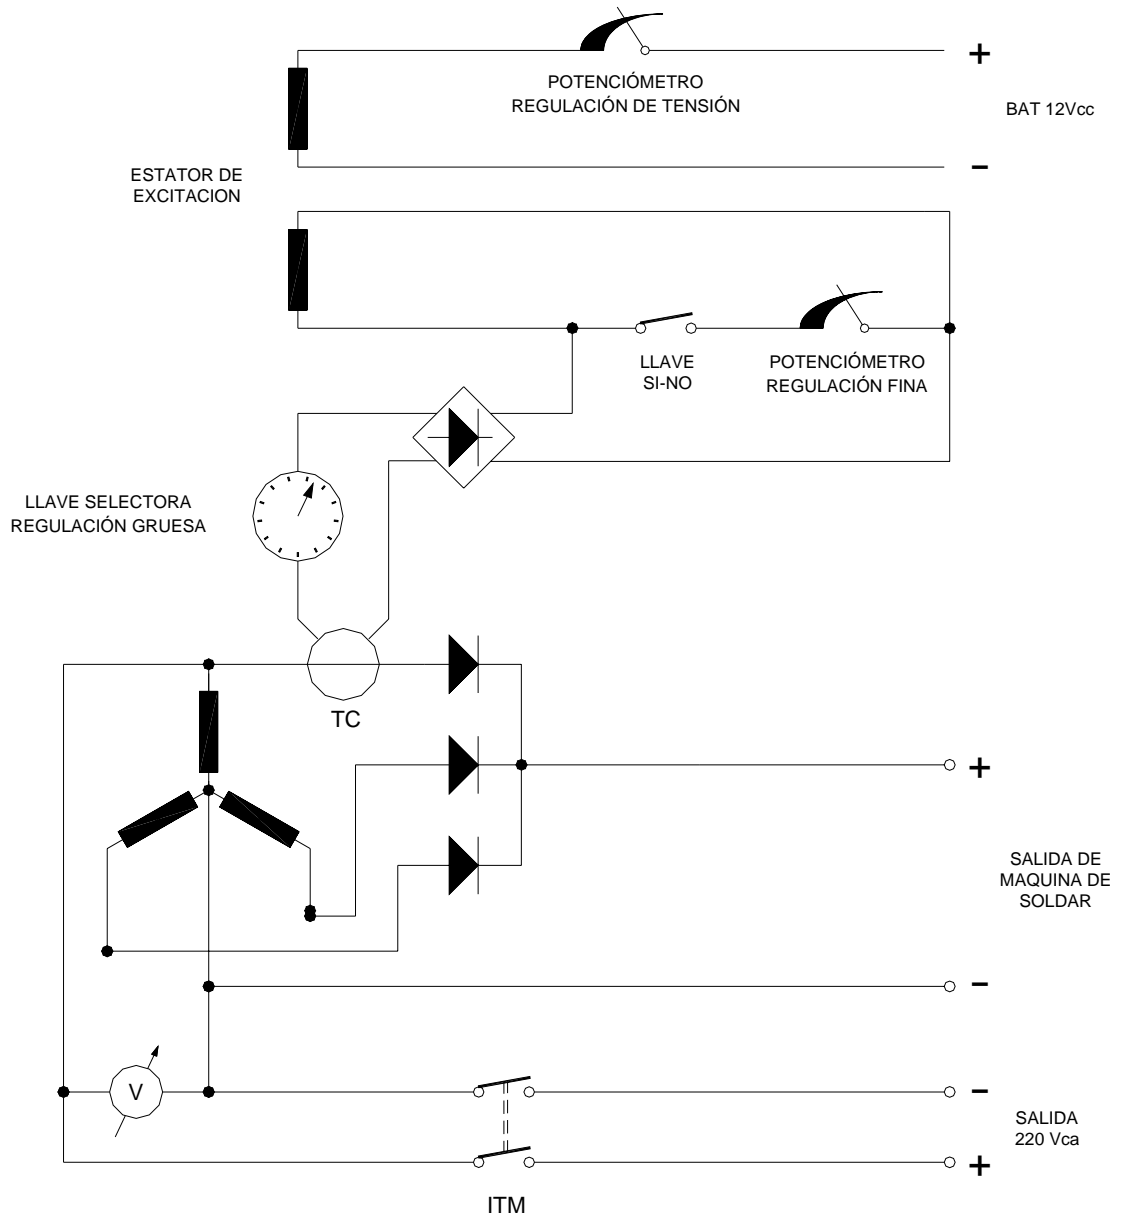 +
POTENCIÓMETRO
REGULACIÓN DE TENSIÓN
BAT 12Vcc
-
ESTATOR DE
EXCITACION
LLAVE
SI-NO
POTENCIÓMETRO
REGULACIÓN FINA
LLAVE SELECTORA
REGULACIÓN GRUESA
TC
+
SALIDA DE
MAQUINA DE
SOLDAR
-
V
-
SALIDA
220 Vca
+
ITM